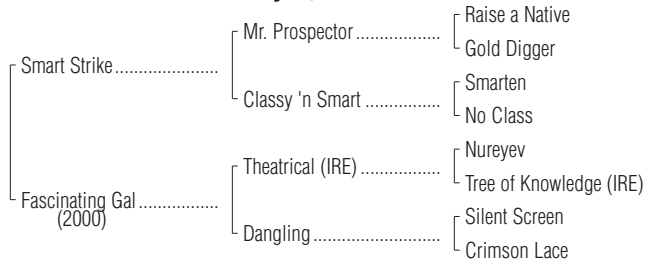 Raise a Native
Mr. Prospector..................
Gold Digger
Smart Strike......................
Smarten
Classy 'n Smart ................
No Class
Nureyev
Theatrical (IRE) .................
Tree of Knowledge (IRE)
Fascinating Gal.................
(2000)
Silent Screen
Dangling...........................
Crimson Lace